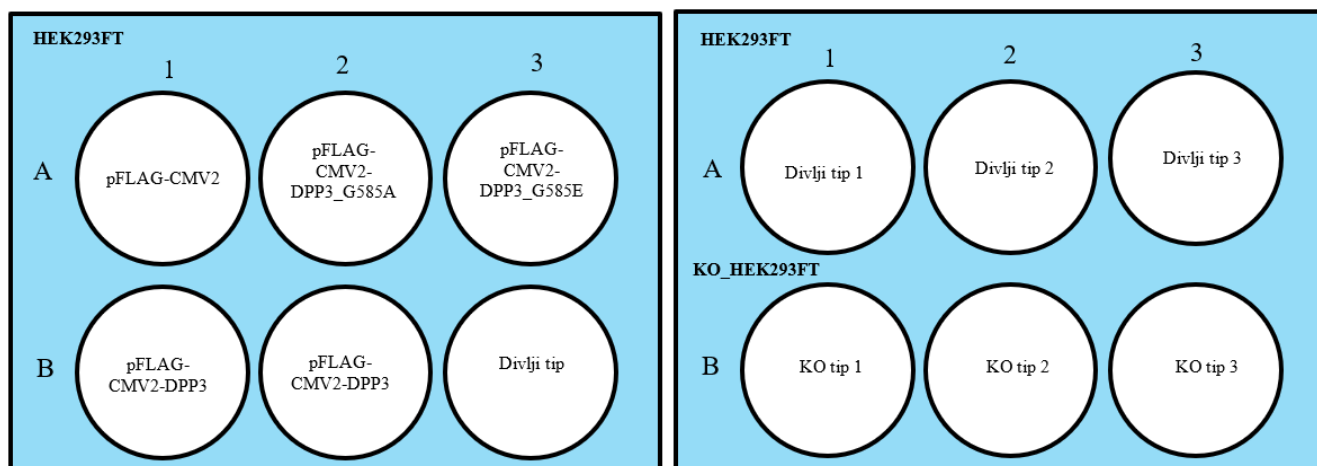 HEK293FT
1 2 3
A
pFLAG-CMV2
pFLAG-
CMV2-
DPP3_G585A
pFLAG-
CMV2-
DPP3_G585E
B
pFLAG-
CMV2-DPP3
pFLAG-
CMV2-DPP3
Divlji tip
HEK293FT
1 2 3
A
Divlji tip 1
Divlji tip 2
Divlji tip 3
KO_HEK293FT
B
KO tip 1
KO tip 2
KO tip 3